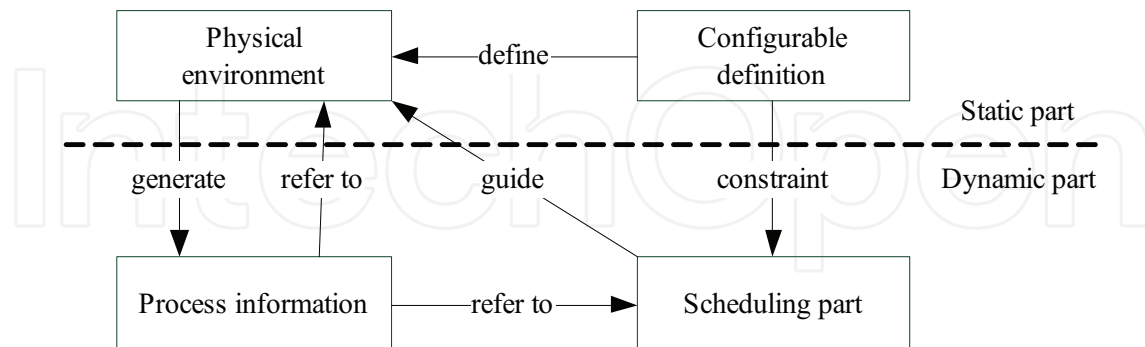 Physical
environment
define
Configurable
definition
Static part
generate
refer to
guide
constraint
Dynamic part
Process information
refer to
Scheduling part
IntechOpen